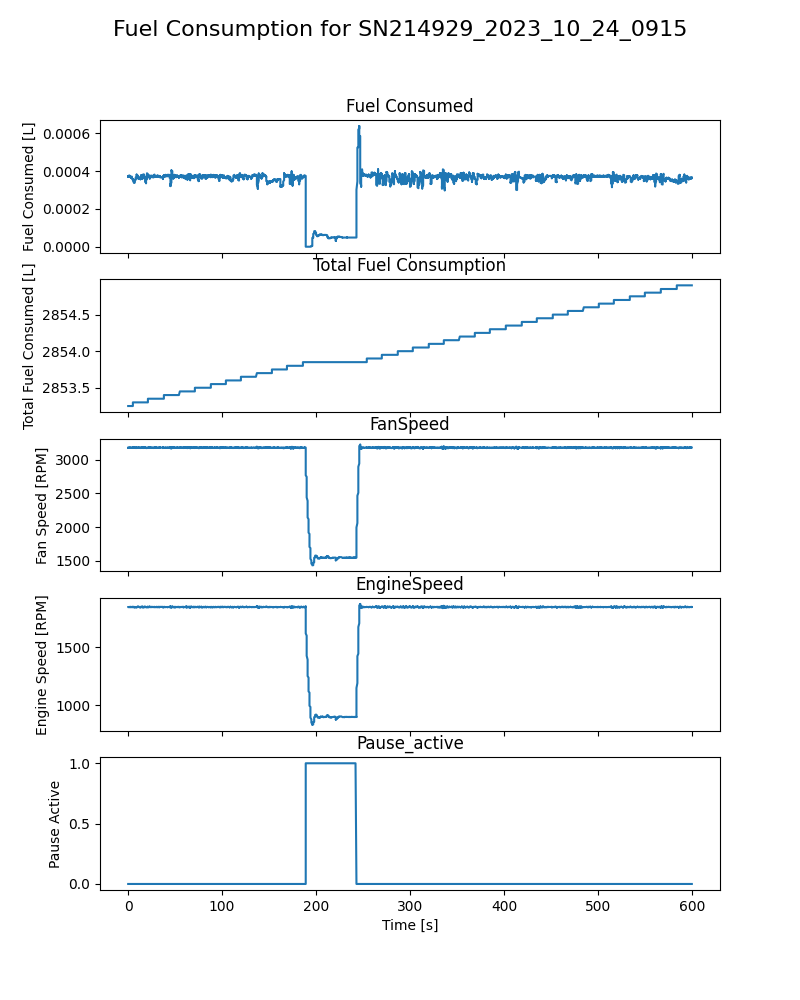 Fuel Consumption for SN214929_2023_10_24_0915
Fuel Consumed
Fuel Consumed [L]
0.0006
0.0004
0.0002
0.0000
Total Fuel Consumption
Total Fuel Consumed [L]
2854.5
2854.0
2853.5
FanSpeed
Fan Speed [RPM]
3000
2500
2000
1500
EngineSpeed
Engine Speed [RPM]
1500
1000
Pause_active
Pause Active
1.0
0.5
0.0
0 100 200 300 400 500 600
Time [s]